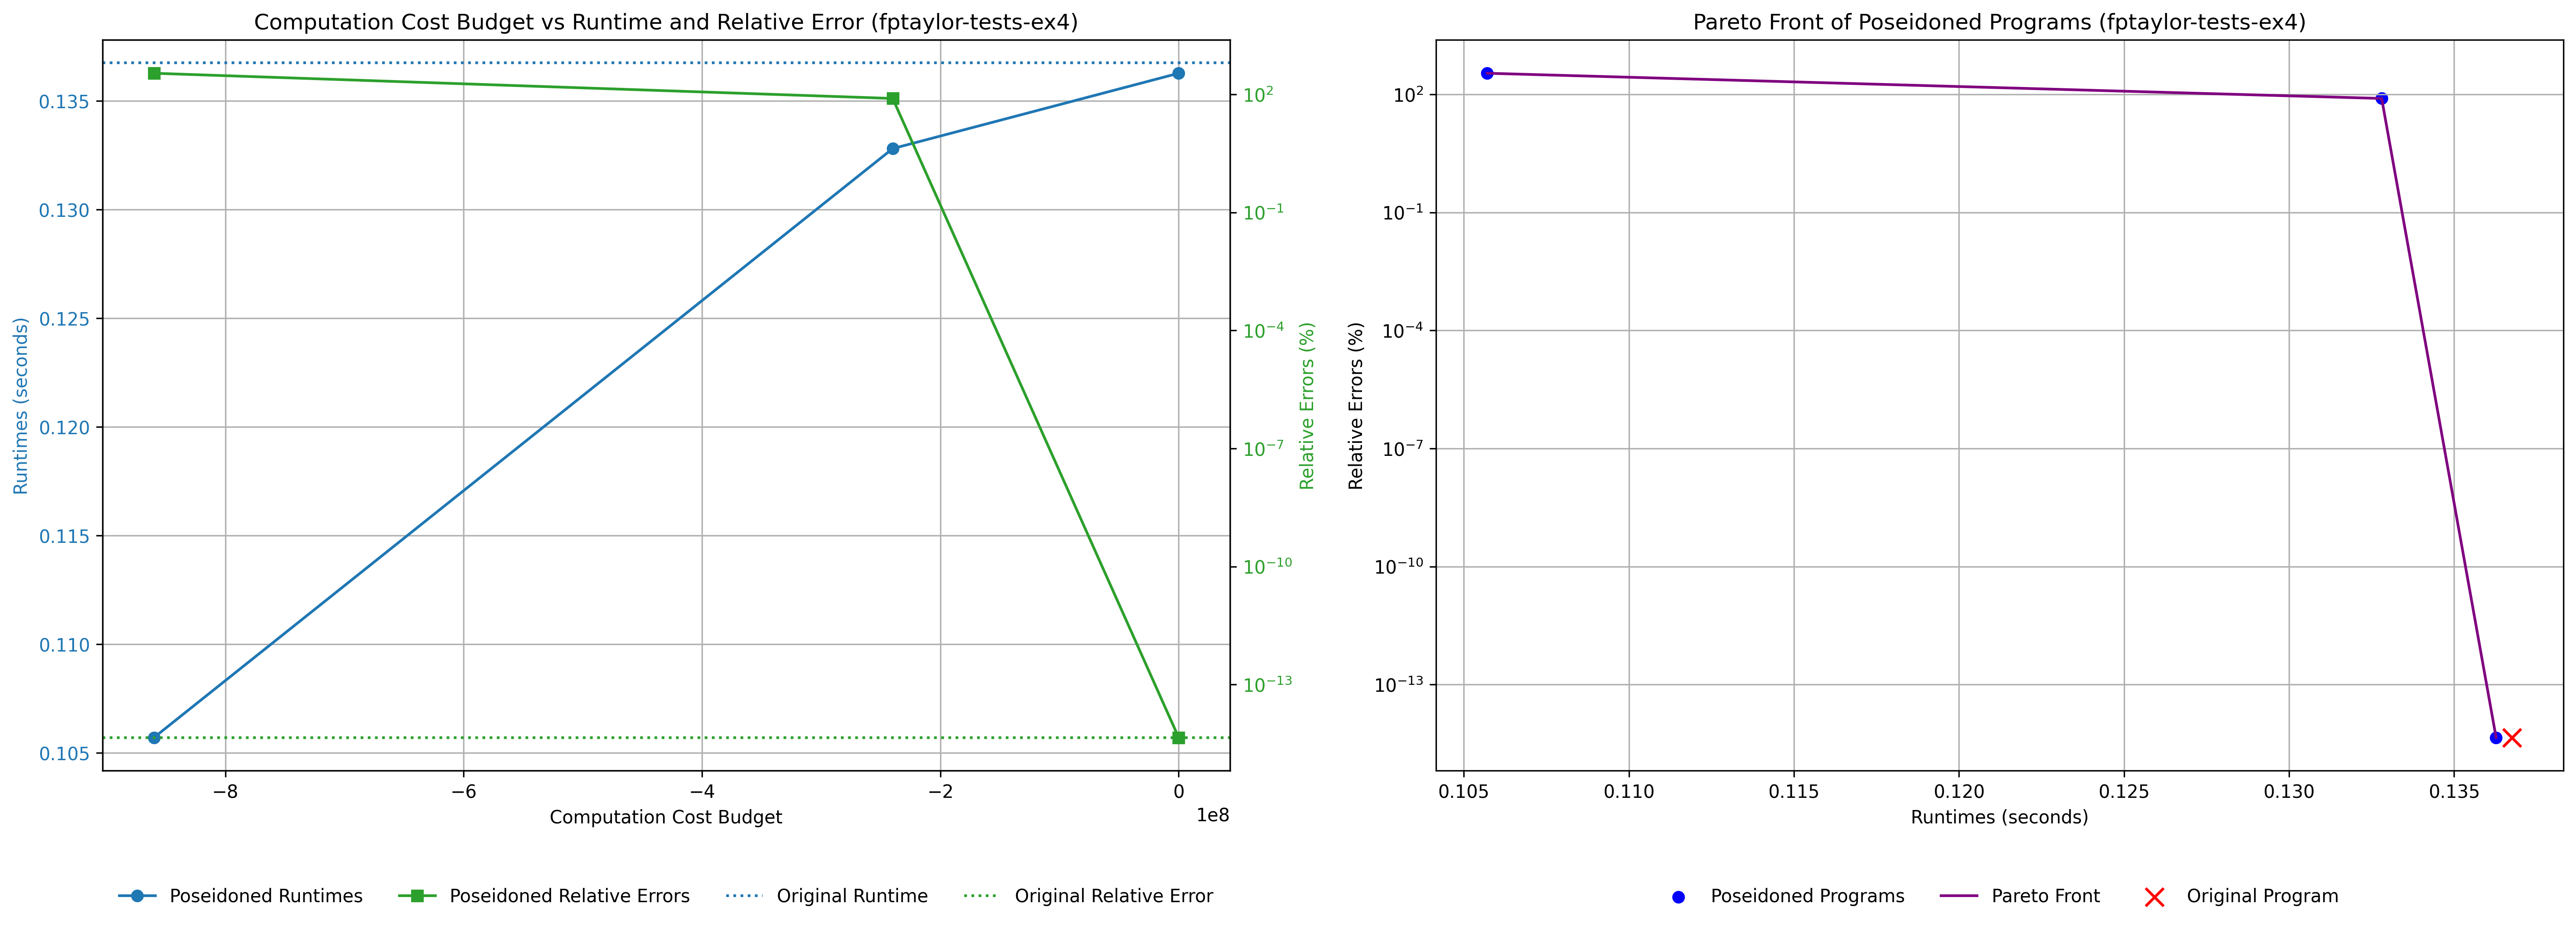 Computation Cost Budget vs Runtime and Relative Error (fptaylor-tests-ex4)
Runtimes (seconds)
0.135
0.130
0.125
0.120
0.115
0.110
0.105
−8
−6
−4
−2
0
1e8
Computation Cost Budget
10²
10⁻¹
10⁻⁴
10⁻⁷
10⁻¹⁰
10⁻¹³
Relative Errors (%)
Poseidoned Runtimes
Poseidoned Relative Errors
Original Runtime
Original Relative Error
Pareto Front of Poseidoned Programs (fptaylor-tests-ex4)
Relative Errors (%)
10²
10⁻¹
10⁻⁴
10⁻⁷
10⁻¹⁰
10⁻¹³
0.105
0.110
0.115
0.120
0.125
0.130
0.135
Runtimes (seconds)
Poseidoned Programs
Pareto Front
Original Program